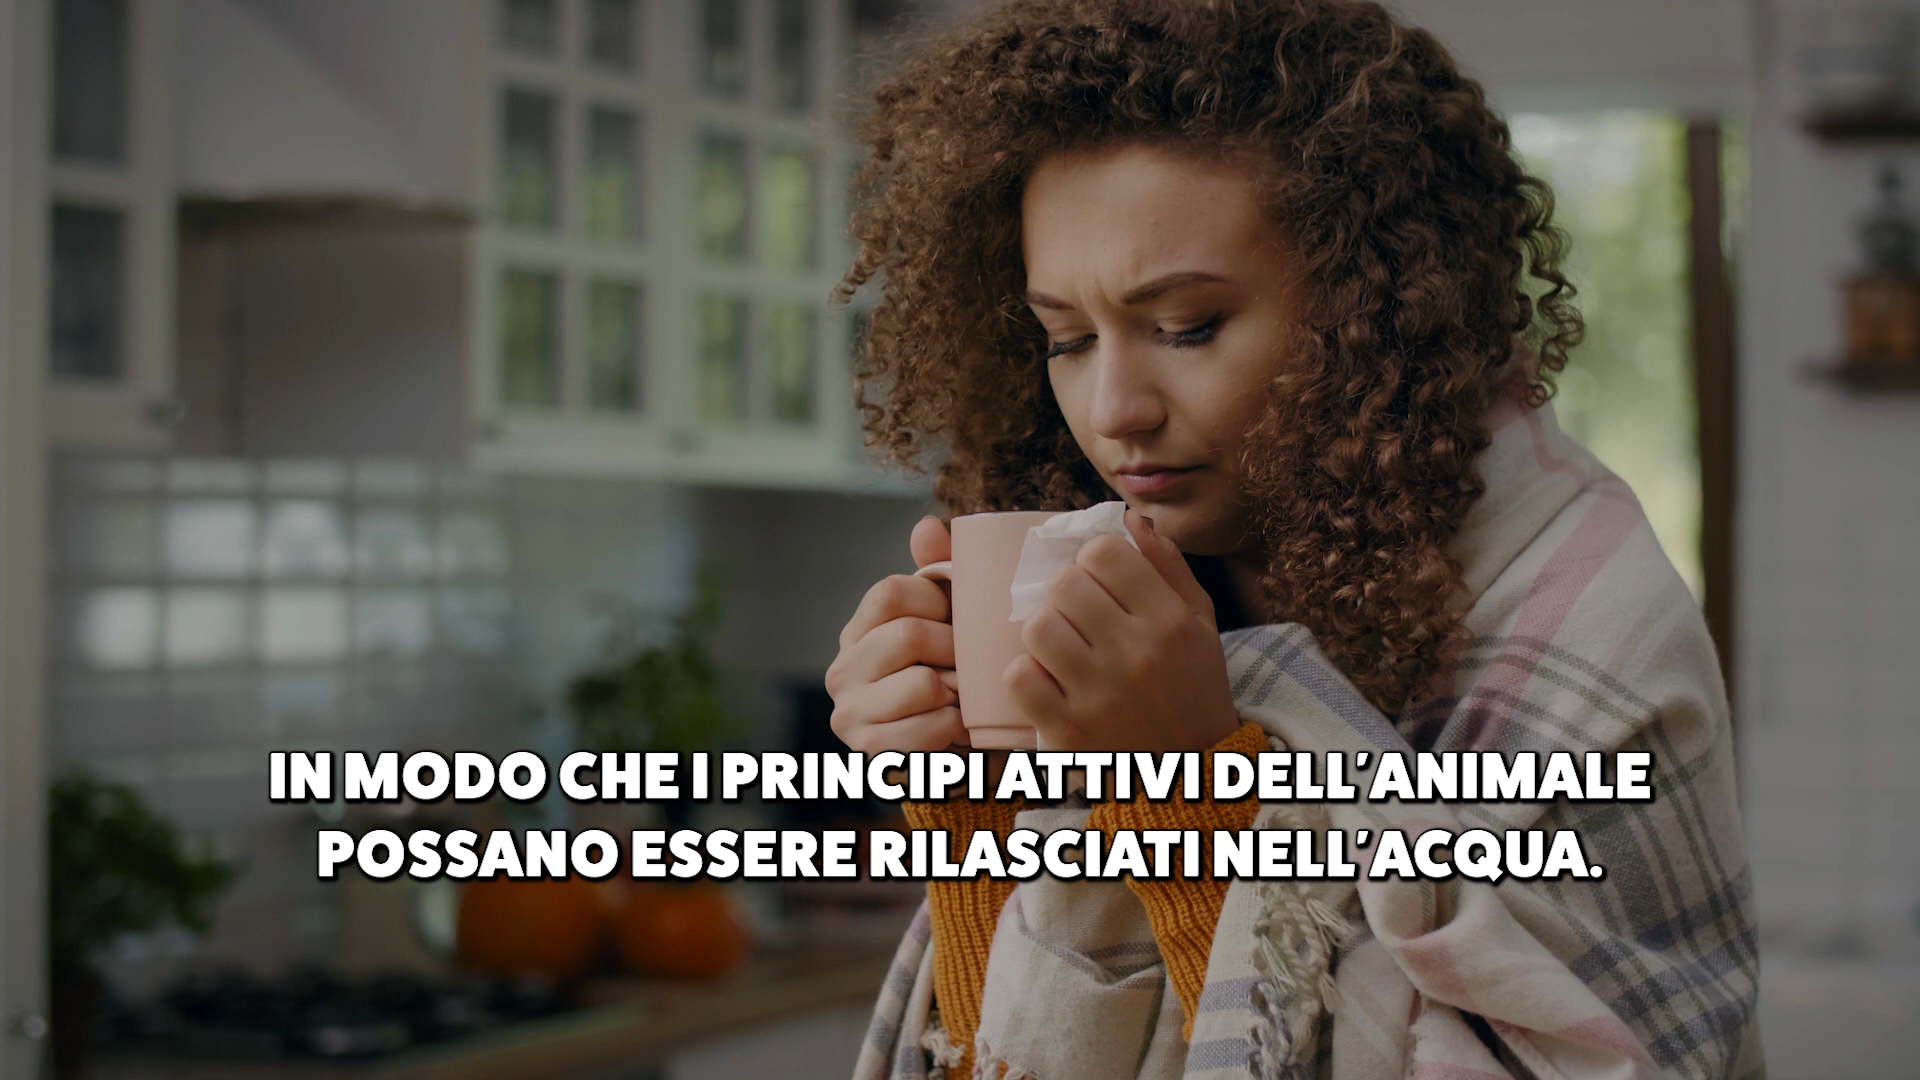 IN MODO CHE I PRINCIPI ATTIVI DELL'ANIMALE
POSSANO ESSERE RILASCIATI NELL'ACQUA.